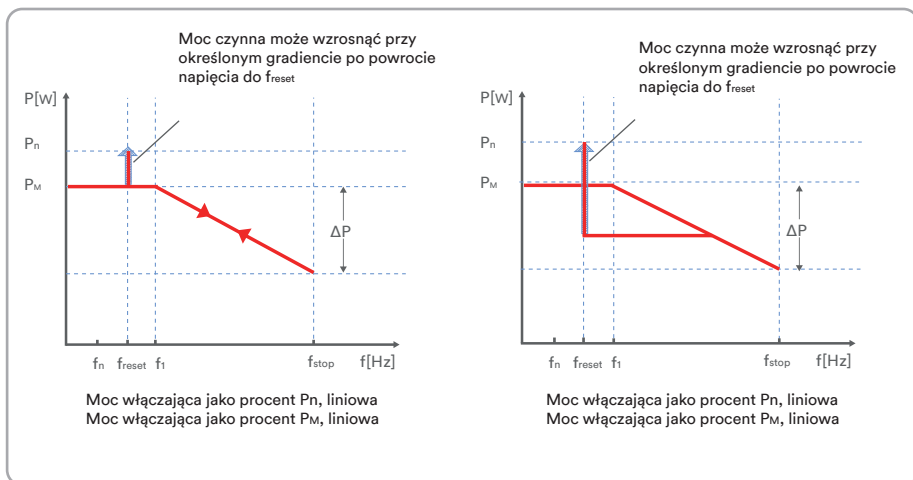 Moc czynna może wzrosnąć przy
określonym gradiencie po powrocie
napięcia do freset
P[W]
Pn
PM
ΔP
fn freset f1 fstop f[Hz]
Moc włączająca jako procent Pn, liniowa
Moc włączająca jako procent PM, liniowa
Moc czynna może wzrosnąć przy
określonym gradiencie po powrocie
napięcia do freset
P[W]
Pn
PM
ΔP
fn freset f1 fstop f[Hz]
Moc włączająca jako procent Pn, liniowa
Moc włączająca jako procent PM, liniowa